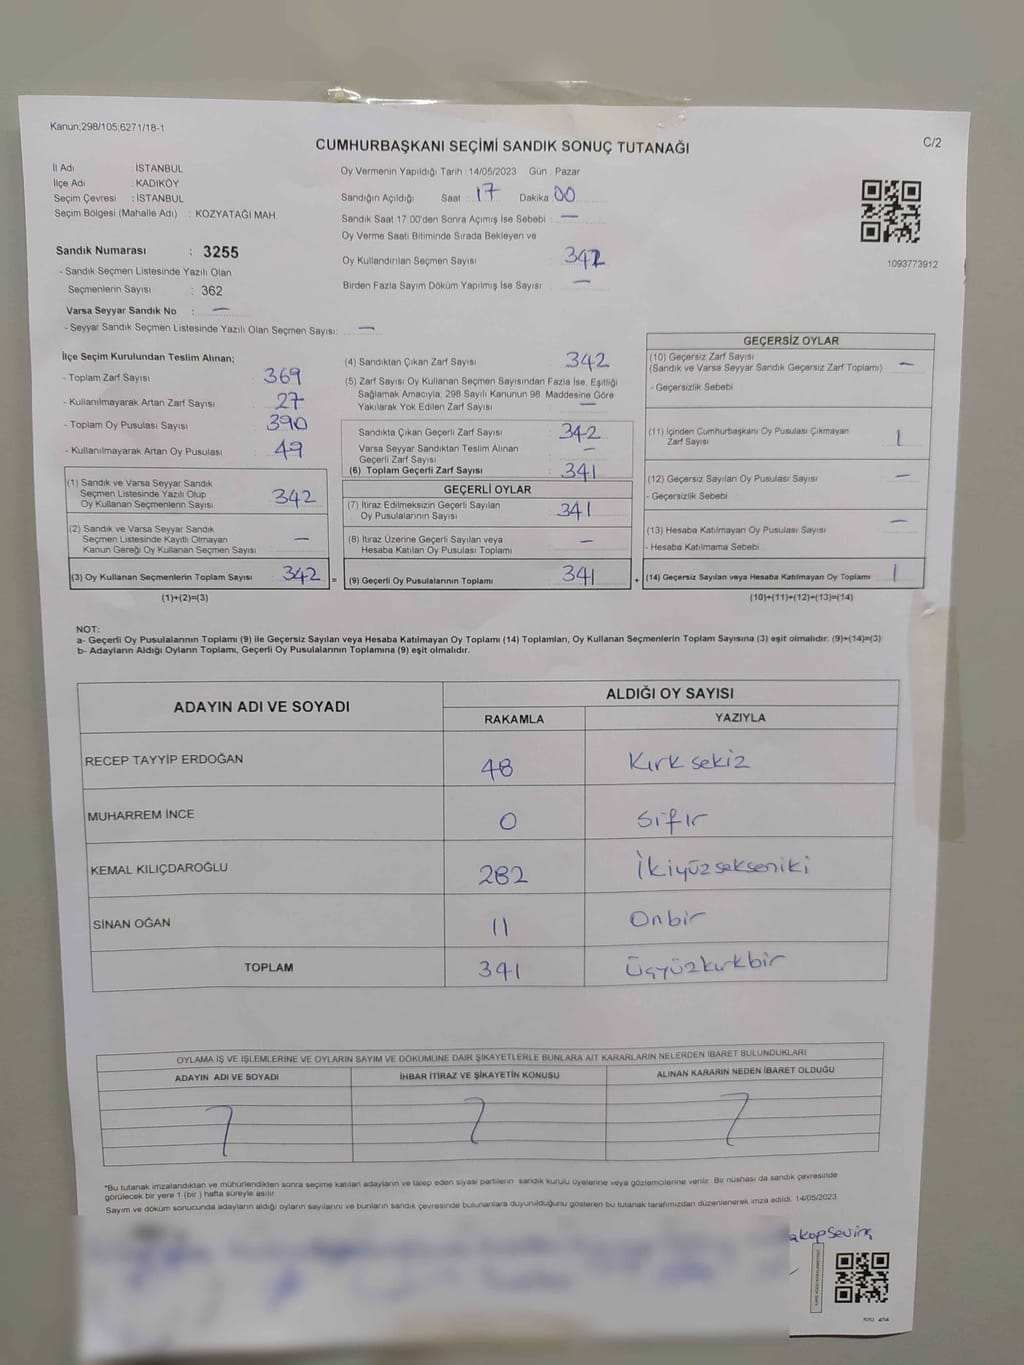 Kanun;298/105;6271/18-1
CUMHURBAŞKANI SEÇİMİ SANDIK SONUÇ TUTANAĞI
C/2
İl Adı : İSTANBUL
İlçe Adı : KADIKÖY
Seçim Çevresi : İSTANBUL
Seçim Bölgesi (Mahalle Adı) : KOZYATAĞI MAH.
Sandık Numarası : 3255
- Sandık Seçmen Listesinde Yazılı Olan
Seçmenlerin Sayısı : 362
Varsa Seyyar Sandık No : —
- Seyyar Sandık Seçmen Listesinde Yazılı Olan Seçmen Sayısı: —
Oy Vermenin Yapıldığı Tarih : 14/05/2023 Gün : Pazar
Sandığın Açıldığı Saat : 17 Dakika 00
Sandık Saat 17:00'den Sonra Açımış İse Sebebi : —
Oy Verme Saati Bitiminde Sırada Bekleyen ve
Oy Kullandırılan Seçmen Sayısı : 342
Birden Fazla Sayım Döküm Yapılmış İse Sayısı : —
1093773912
İlçe Seçim Kurulundan Teslim Alınan;
- Toplam Zarf Sayısı : 369
- Kullanılmayarak Artan Zarf Sayısı : 27
- Toplam Oy Pusulası Sayısı : 390
- Kullanılmayarak Artan Oy Pusulası : 49
(1) Sandık ve Varsa Seyyar Sandık
Seçmen Listesinde Yazılı Olup
Oy Kullanan Seçmenlerin Sayısı : 342
(2) Sandık ve Varsa Seyyar Sandık
Seçmen Listesinde Kayıtlı Olmayan
Kanun Gereği Oy Kullanan Seçmen Sayısı : —
(3) Oy Kullanan Seçmenlerin Toplam Sayısı : 342 =
(1)+(2)=(3)
(4) Sandıktan Çıkan Zarf Sayısı : 342
(5) Zarf Sayısı Oy Kullanan Seçmen Sayısından Fazla İse, Eşitliği
Sağlamak Amacıyla; 298 Sayılı Kanunun 98. Maddesine Göre
Yakılarak Yok Edilen Zarf Sayısı : —
Sandıkta Çıkan Geçerli Zarf Sayısı : 342
Varsa Seyyar Sandıktan Teslim Alınan
Geçerli Zarf Sayısı : —
(6) Toplam Geçerli Zarf Sayısı : 341
GEÇERLİ OYLAR
(7) İtiraz Edilmeksizin Geçerli Sayılan
Oy Pusulalarının Sayısı : 341
(8) İtiraz Üzerine Geçerli Sayılan veya
Hesaba Katılan Oy Pusulası Toplamı : —
(9) Geçerli Oy Pusulalarının Toplamı : 341 +
GEÇERSİZ OYLAR
(10) Geçersiz Zarf Sayısı
(Sandık ve Varsa Seyyar Sandık Geçersiz Zarf Toplamı) : —
- Geçersizlik Sebebi :
(11) İçinden Cumhurbaşkanı Oy Pusulası Çıkmayan
Zarf Sayısı : 1
(12) Geçersiz Sayılan Oy Pusulası Sayısı : —
- Geçersizlik Sebebi :
(13) Hesaba Katılmayan Oy Pusulası Sayısı : —
- Hesaba Katılmama Sebebi :
(14) Geçersiz Sayılan veya Hesaba Katılmayan Oy Toplamı : 1
(10)+(11)+(12)+(13)=(14)
NOT:
a- Geçerli Oy Pusulalarının Toplamı (9) ile Geçersiz Sayılan veya Hesaba Katılmayan Oy Toplamı (14) Toplamları, Oy Kullanan Seçmenlerin Toplam Sayısına (3) eşit olmalıdır. (9)+(14)=(3)
b- Adayların Aldığı Oyların Toplamı, Geçerli Oy Pusulalarının Toplamına (9) eşit olmalıdır.
ADAYIN ADI VE SOYADI
ALDIĞI OY SAYISI
RAKAMLA YAZIYLA
RECEP TAYYİP ERDOĞAN 48 Kırk sekiz
MUHARREM İNCE 0 sıfır
KEMAL KILIÇDAROĞLU 282 İkiyüzsekseniki
SİNAN OĞAN 11 Onbir
TOPLAM 341 Üçyüzkırkbir
OYLAMA İŞ VE İŞLEMLERİNE VE OYLARIN SAYIM VE DÖKÜMÜNE DAİR ŞİKAYETLERLE BUNLARA AİT KARARLARIN NELERDEN İBARET BULUNDUKLARI
ADAYIN ADI VE SOYADI İHBAR İTİRAZ VE ŞİKAYETİN KONUSU ALINAN KARARIN NEDEN İBARET OLDUĞU
*Bu tutanak imzalandıktan ve mühürlendikten sonra seçime katılan adayların ve talep eden siyasi partilerin sandık kurulu üyelerine veya gözlemcilerine verilir. Bir nüshası da sandık çevresinde
görülecek bir yere 1 (bir ) hafta süreyle asılır.
Sayım ve döküm sonucunda adayların aldığı oyların sayılarını ve bunların sandık çevresinde bulunanlara duyurulduğunu gösteren bu tutanak tarafımızdan düzenlenerek imza edildi. 14/05/2023
akop Sevinç